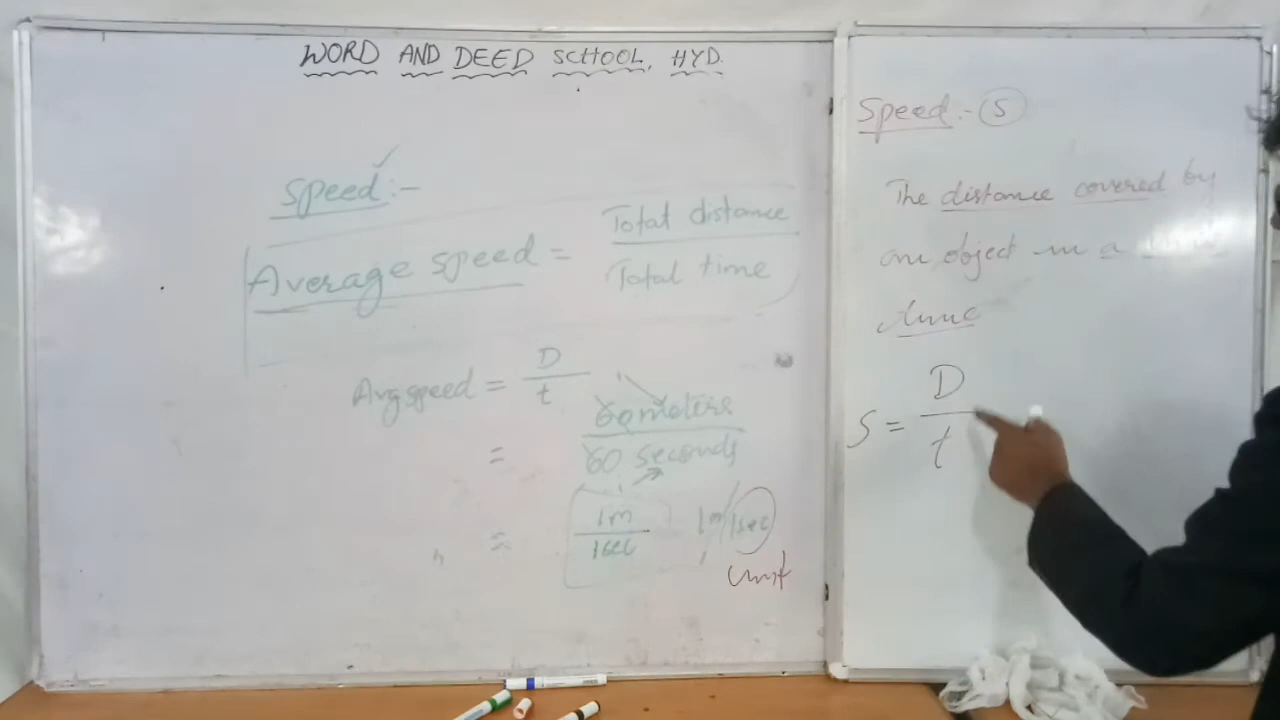 WORD AND DEED SCHOOL, HYD.
Speed:-
Average speed = Total distance
Total time
Avg speed = D
t
= 60 meters
60 seconds
= 1m
1sec
1m/1sec
unit
Speed:- S
The distance covered by
an object in a
time
S = D
t